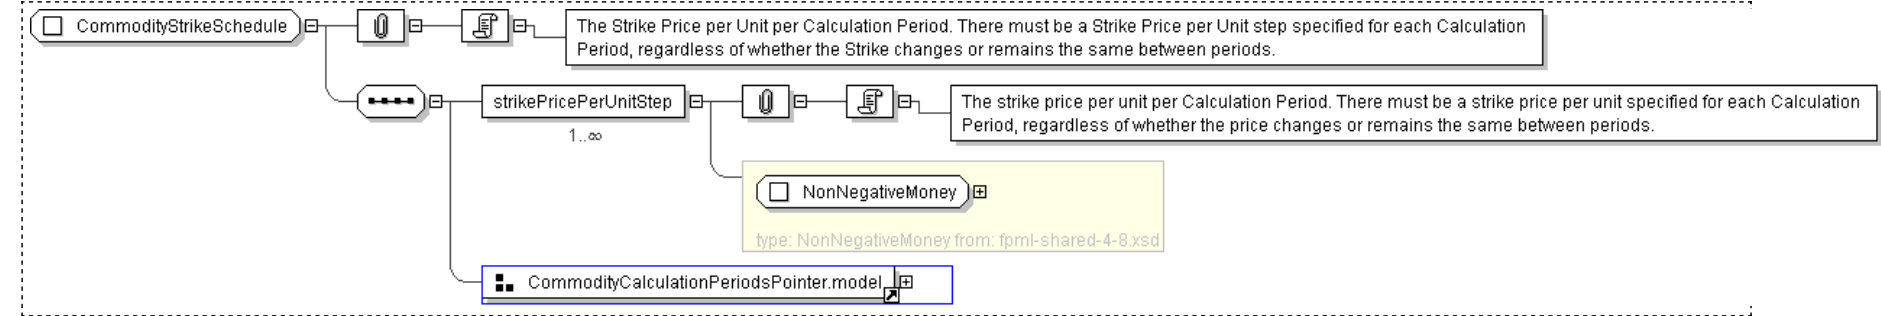 CommodityStrikeSchedule
The Strike Price per Unit per Calculation Period. There must be a Strike Price per Unit step specified for each Calculation
Period, regardless of whether the Strike changes or remains the same between periods.
strikePricePerUnitStep
1..∞
The strike price per unit per Calculation Period. There must be a strike price per unit specified for each Calculation
Period, regardless of whether the price changes or remains the same between periods.
NonNegativeMoney
type: NonNegativeMoney from: fpml-shared-4-8.xsd
CommodityCalculationPeriodsPointer.model